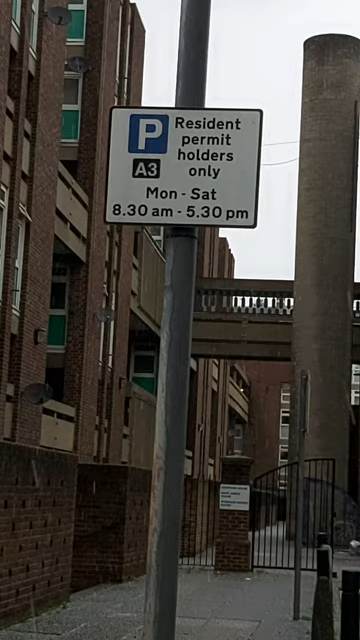 P Resident
permit
holders
A3 only
Mon - Sat
8.30 am - 5.30 pm